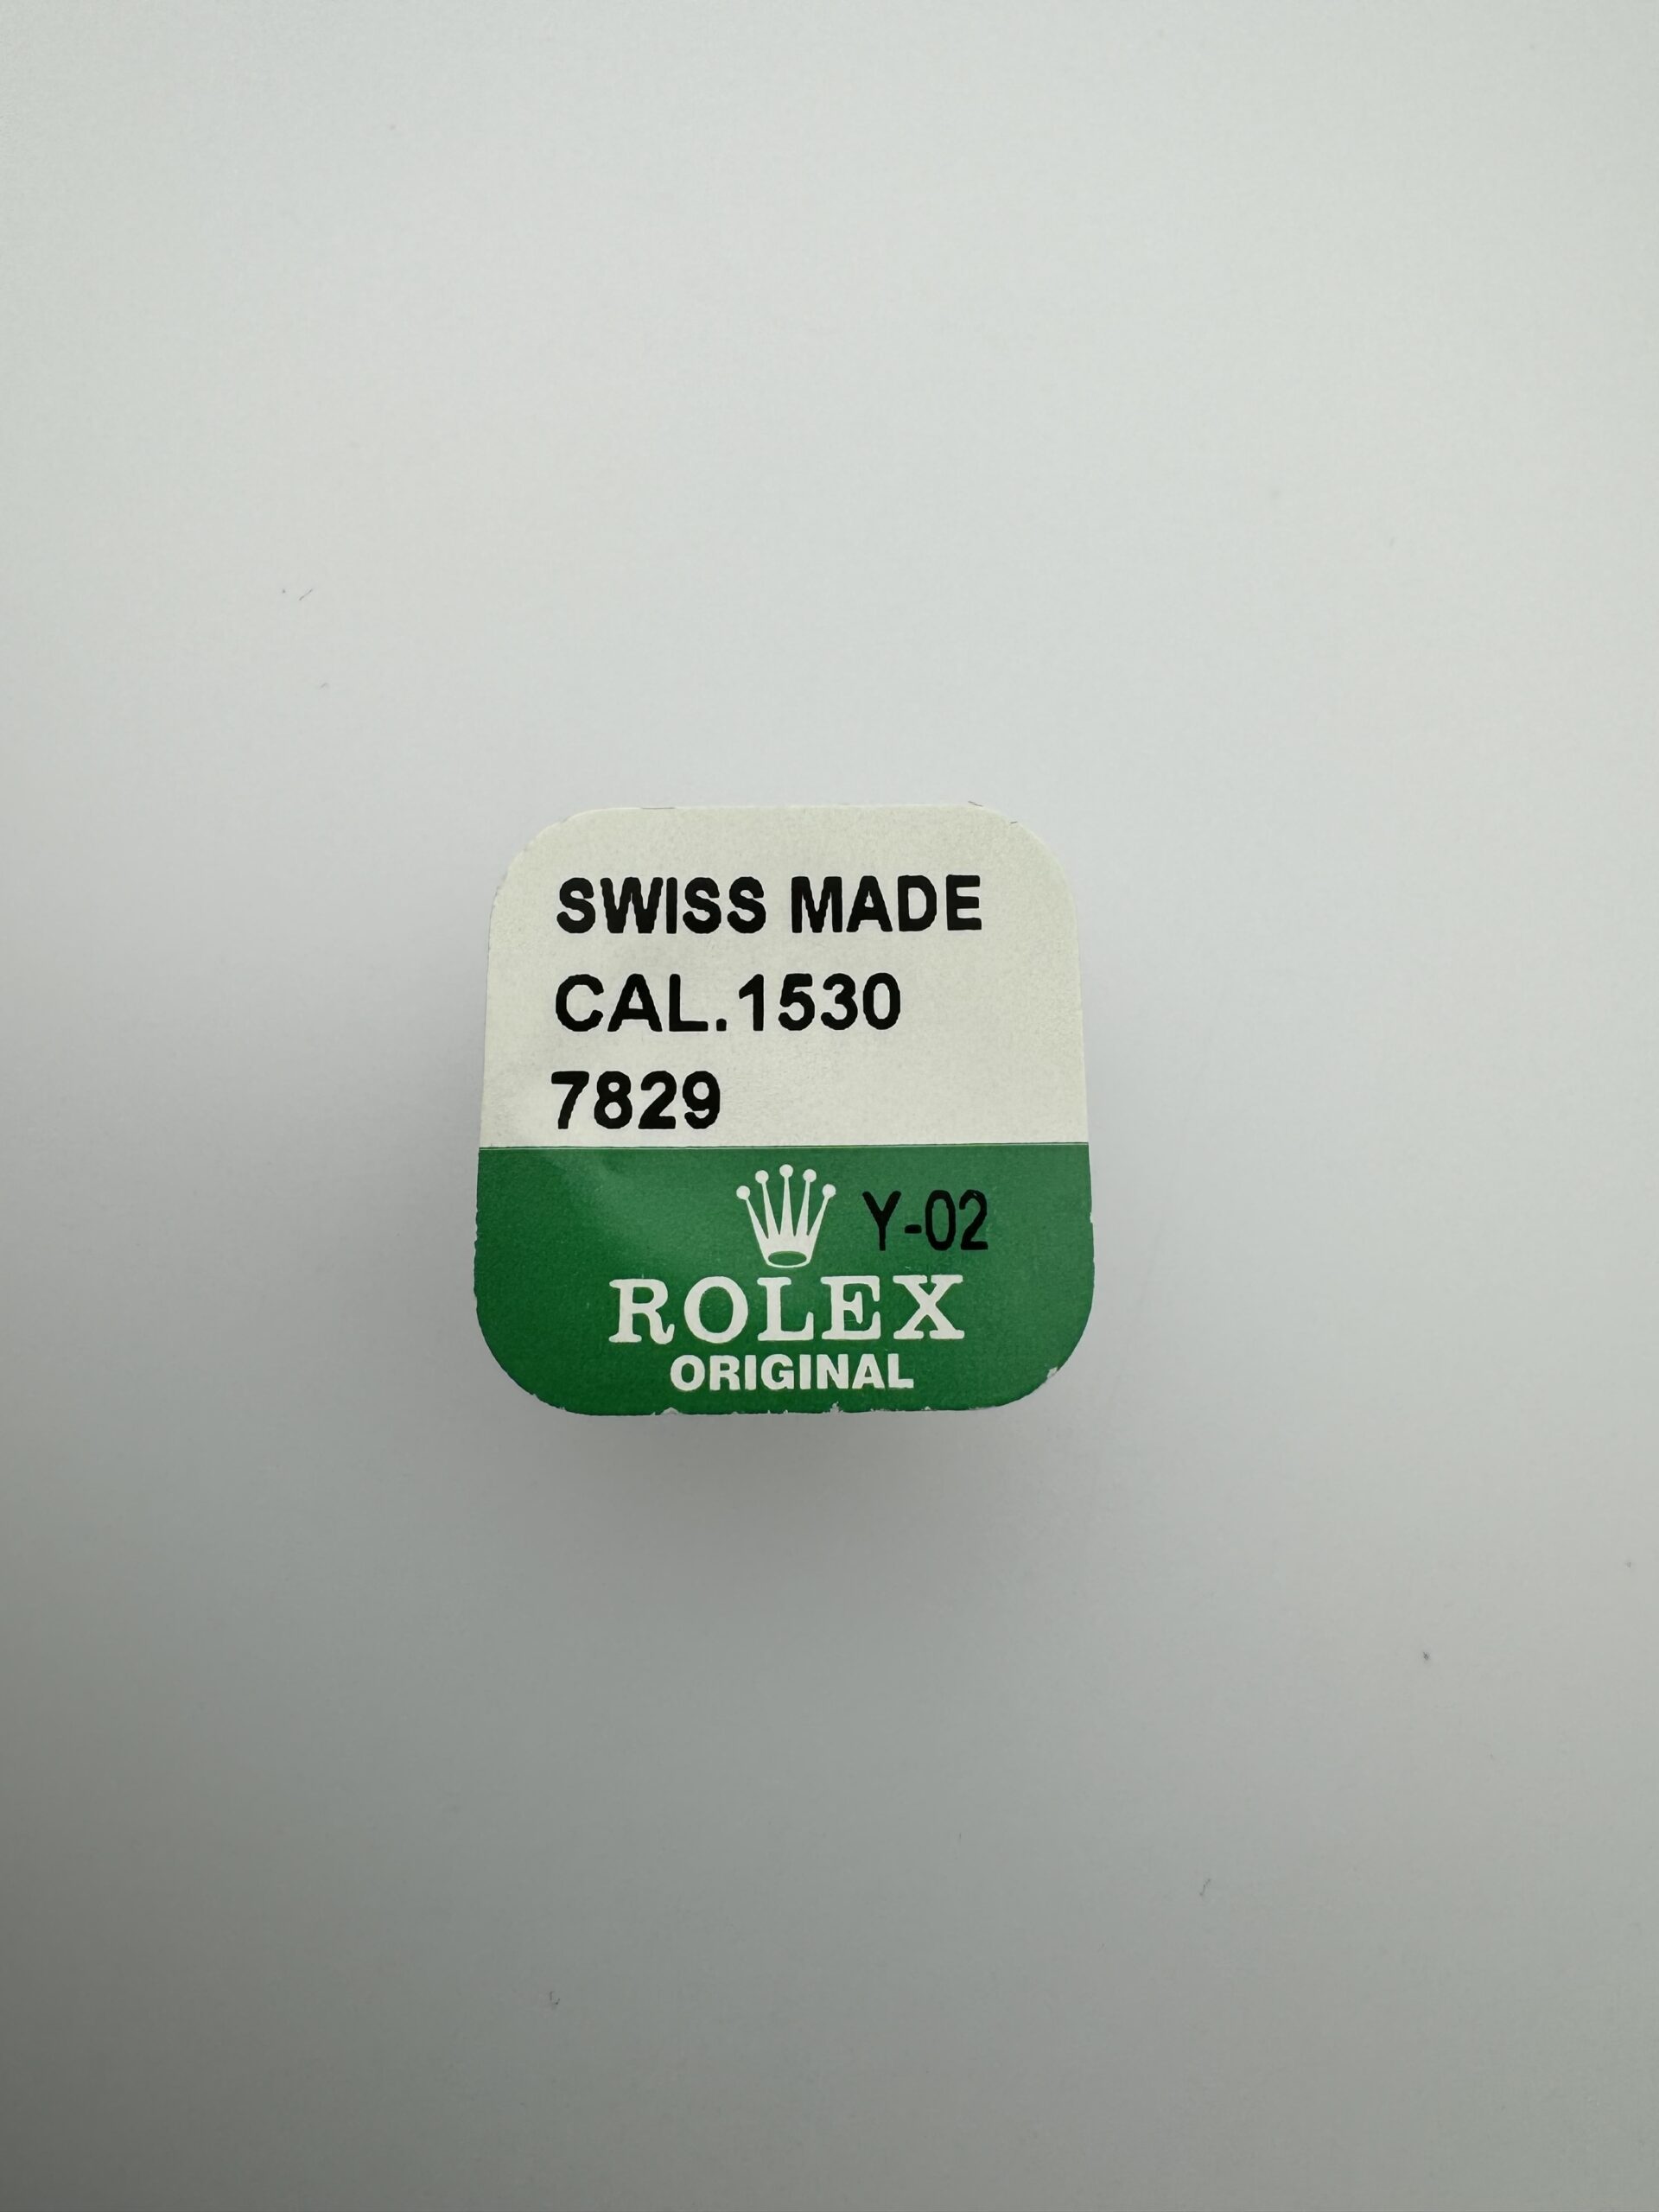 SWISS MADE
CAL.1530
7829
Y-02
ROLEX
ORIGINAL